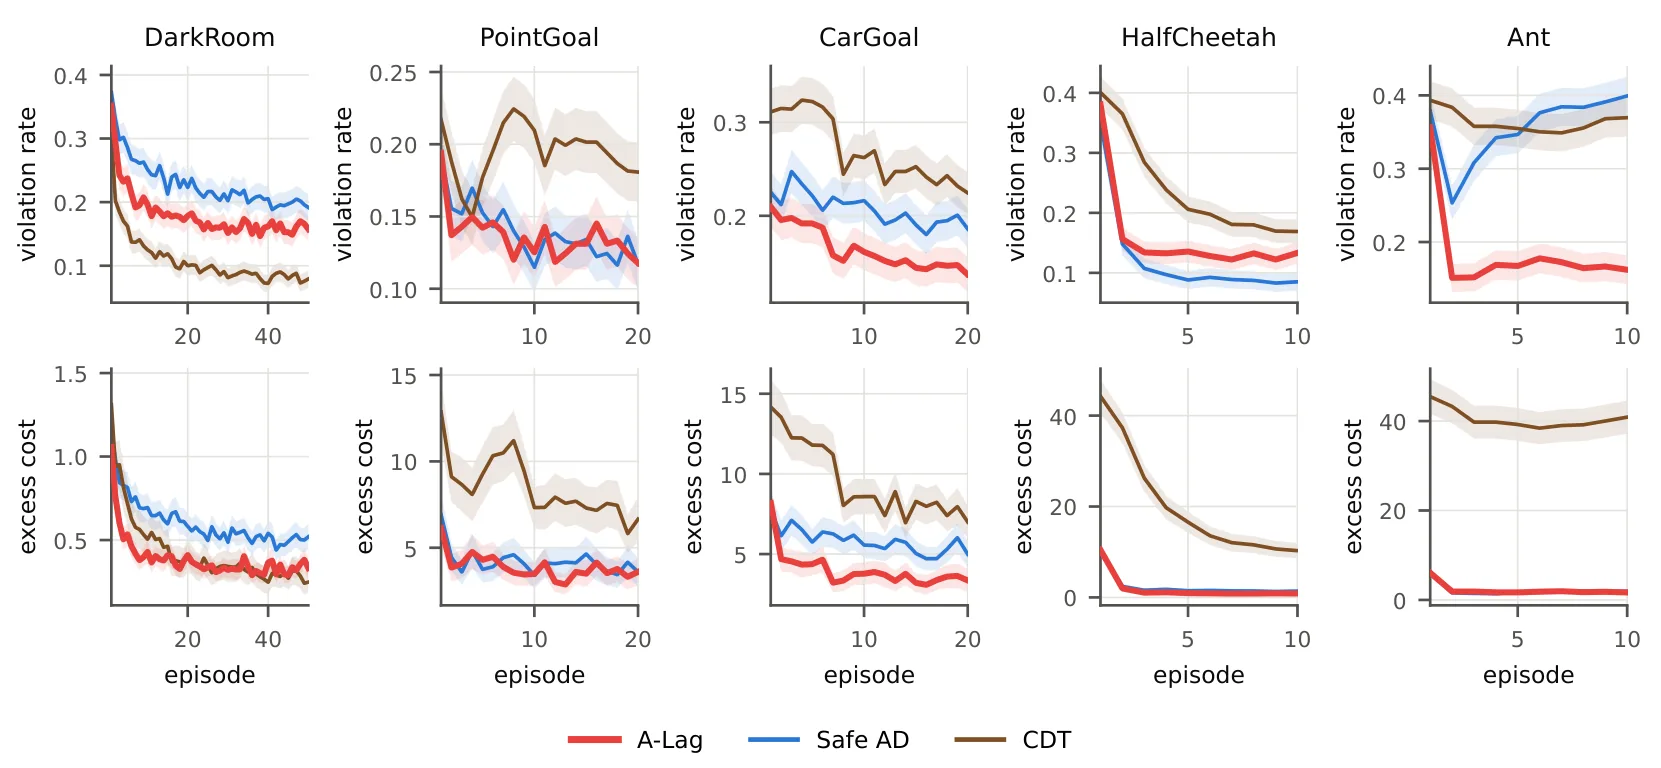 DarkRoom PointGoal CarGoal HalfCheetah Ant
violation rate
0.4
0.3
0.2
0.1
20 40
violation rate
0.25
0.20
0.15
0.10
10 20
violation rate
0.3
0.2
10 20
violation rate
0.4
0.3
0.2
0.1
5 10
violation rate
0.4
0.3
0.2
5 10
excess cost
1.5
1.0
0.5
20 40
episode
excess cost
15
10
5
10 20
episode
excess cost
15
10
5
10 20
episode
excess cost
40
20
0
5 10
episode
excess cost
40
20
0
5 10
episode
A-Lag Safe AD CDT